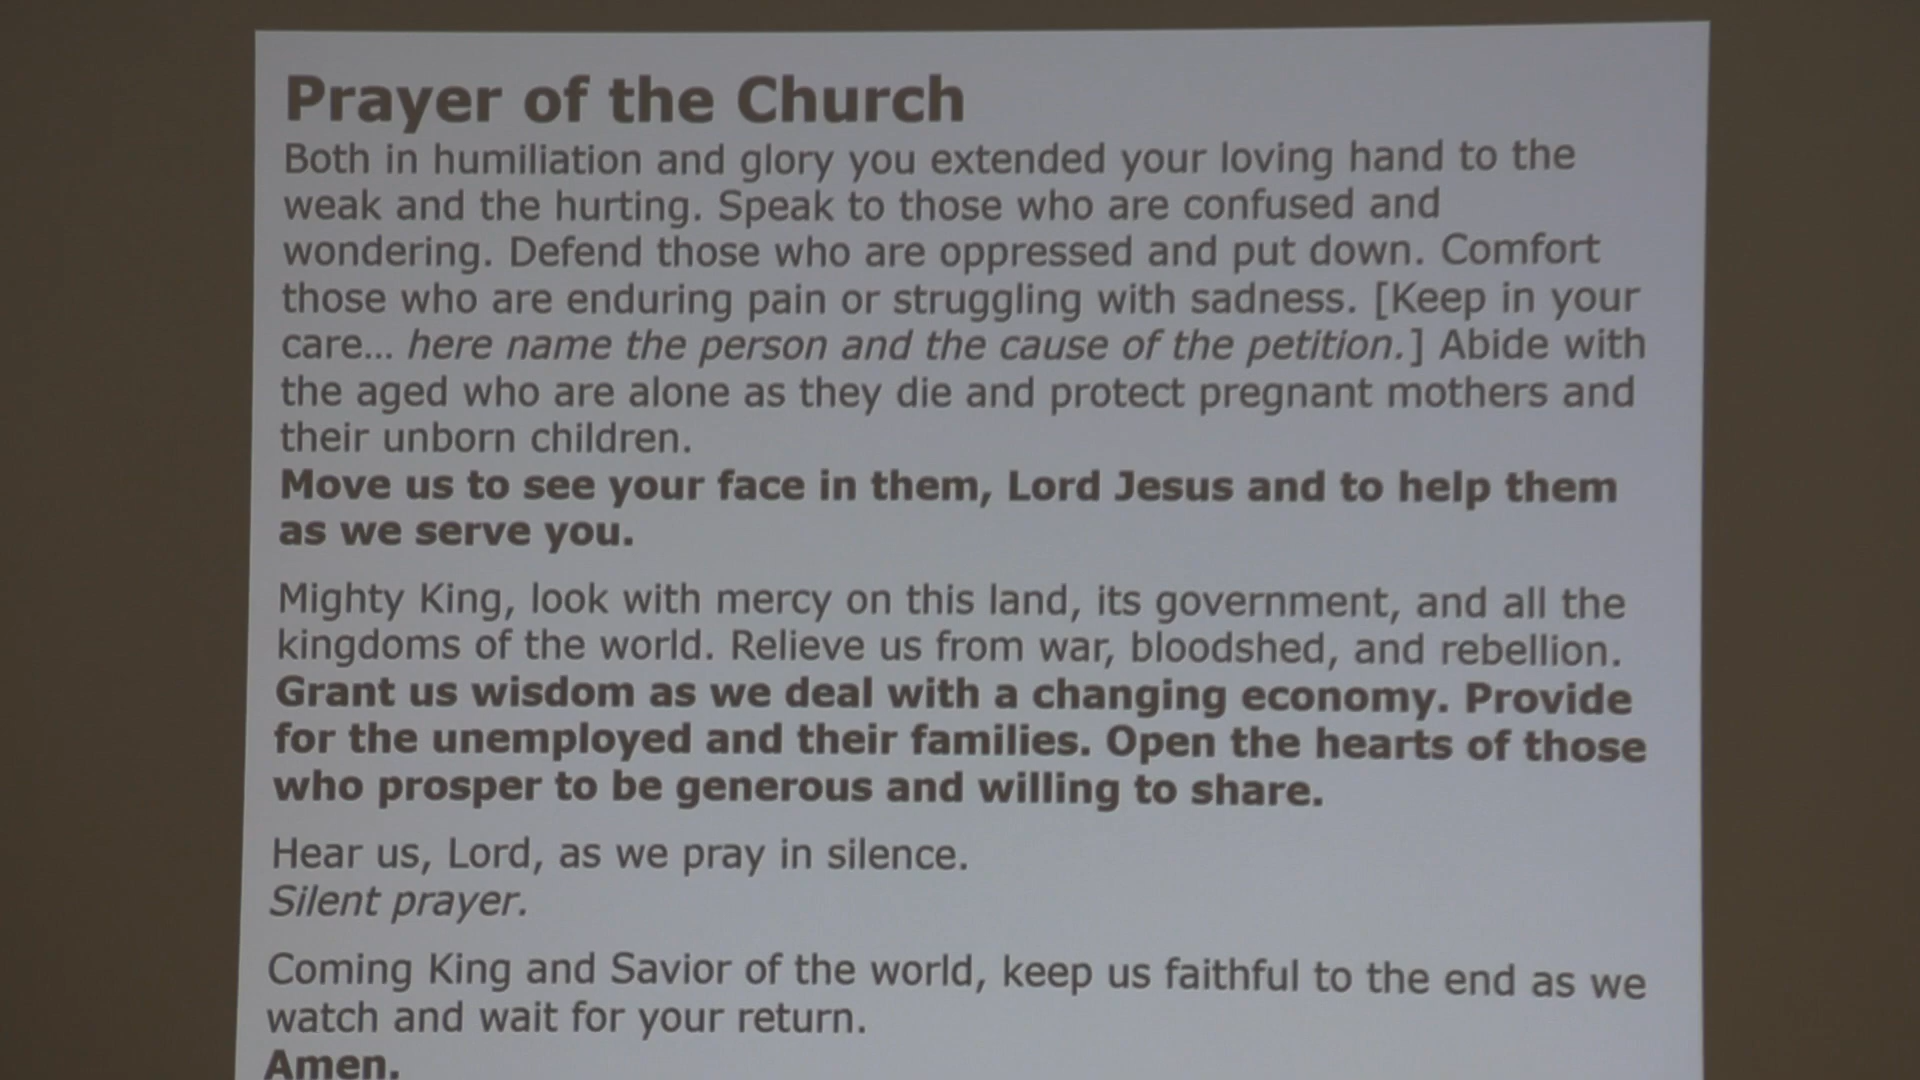 Prayer of the Church
Both in humiliation and glory you extended your loving hand to the
weak and the hurting. Speak to those who are confused and
wondering. Defend those who are oppressed and put down. Comfort
those who are enduring pain or struggling with sadness. [Keep in your
care... here name the person and the cause of the petition.] Abide with
the aged who are alone as they die and protect pregnant mothers and
their unborn children.
Move us to see your face in them, Lord Jesus and to help them
as we serve you.
Mighty King, look with mercy on this land, its government, and all the
kingdoms of the world. Relieve us from war, bloodshed, and rebellion.
Grant us wisdom as we deal with a changing economy. Provide
for the unemployed and their families. Open the hearts of those
who prosper to be generous and willing to share.
Hear us, Lord, as we pray in silence.
Silent prayer.
Coming King and Savior of the world, keep us faithful to the end as we
watch and wait for your return.
Amen.